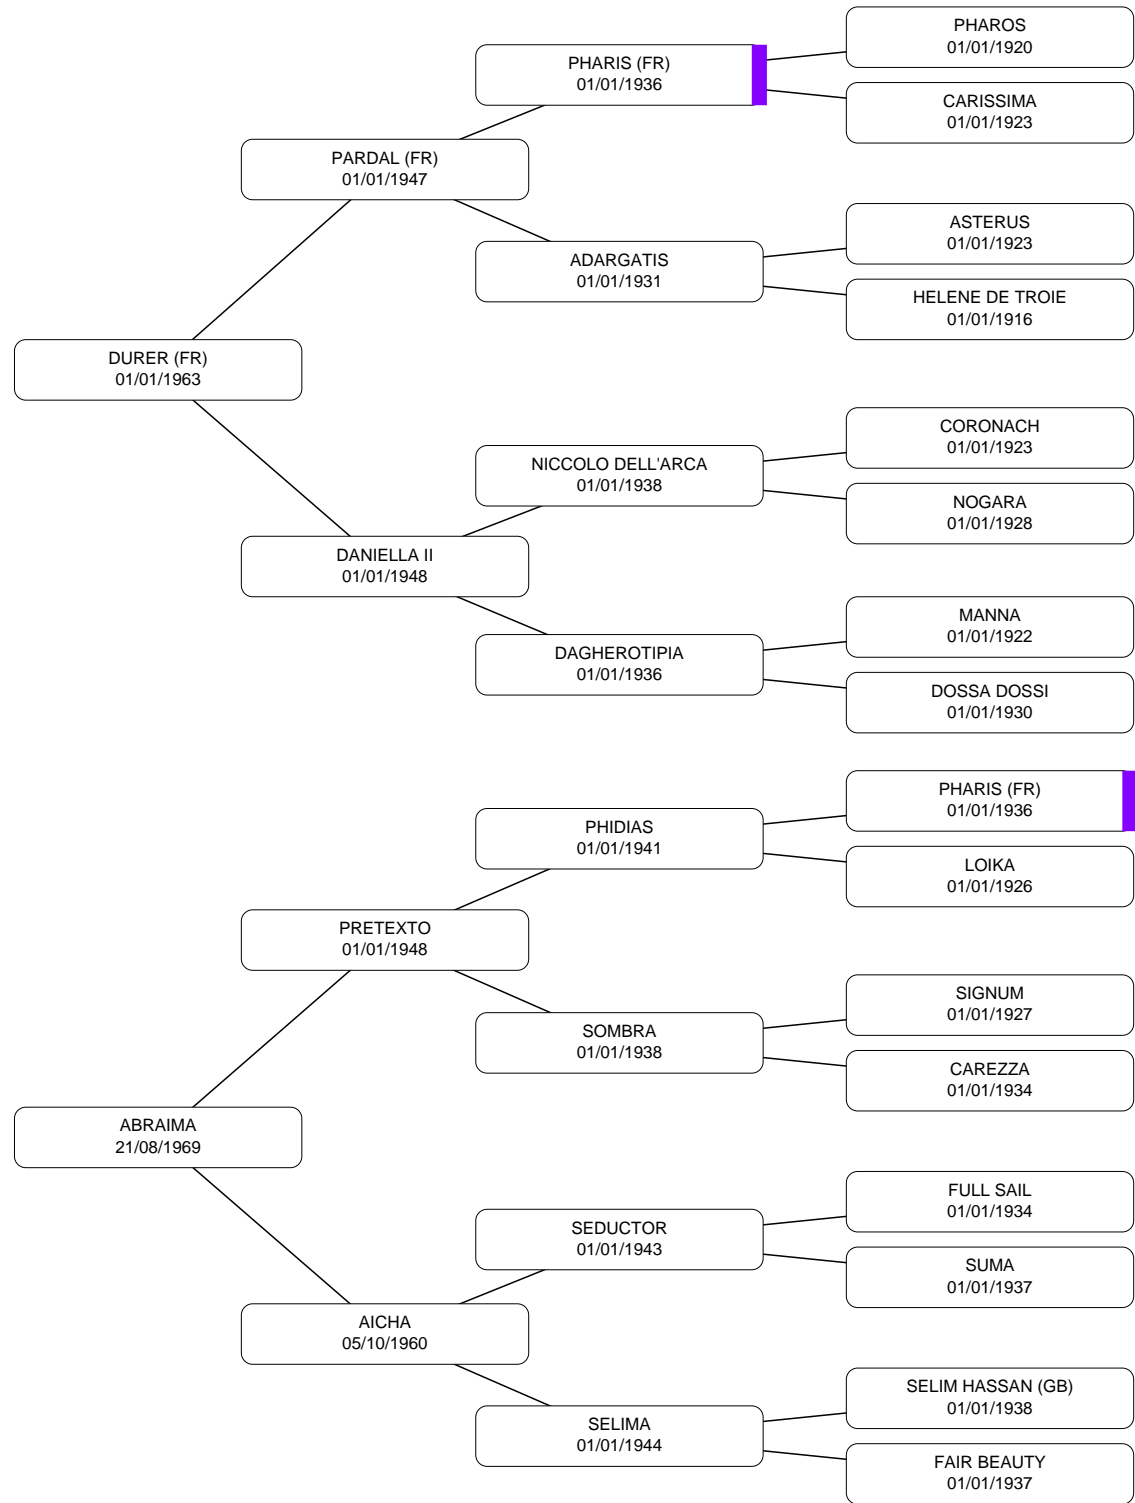 PHAROS
01/01/1920
PHARIS (FR)
01/01/1936
CARISSIMA
01/01/1923
PARDAL (FR)
01/01/1947
ASTERUS
01/01/1923
ADARGATIS
01/01/1931
HELENE DE TROIE
01/01/1916
DURER (FR)
01/01/1963
CORONACH
01/01/1923
NICCOLO DELL'ARCA
01/01/1938
NOGARA
01/01/1928
DANIELLA II
01/01/1948
MANNA
01/01/1922
DAGHEROTIPIA
01/01/1936
DOSSA DOSSI
01/01/1930
PHARIS (FR)
01/01/1936
PHIDIAS
01/01/1941
LOIKA
01/01/1926
PRETEXTO
01/01/1948
SIGNUM
01/01/1927
SOMBRA
01/01/1938
CAREZZA
01/01/1934
ABRAIMA
21/08/1969
FULL SAIL
01/01/1934
SEDUCTOR
01/01/1943
SUMA
01/01/1937
AICHA
05/10/1960
SELIM HASSAN (GB)
01/01/1938
SELIMA
01/01/1944
FAIR BEAUTY
01/01/1937